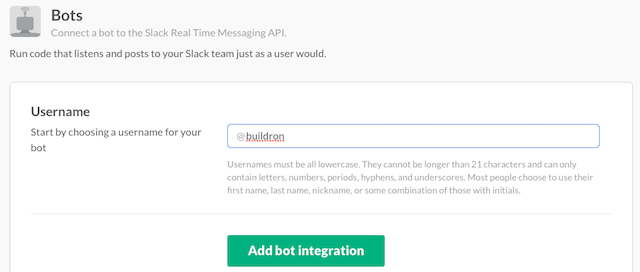 Bots
Connect a bot to the Slack Real Time Messaging API.
Run code that listens and posts to your Slack team just as a user would.
Username
Start by choosing a username for your
bot
@buildron
Usernames must be all lowercase. They cannot be longer than 21 characters and can only
contain letters, numbers, periods, hyphens, and underscores. Most people choose to use their
first name, last name, nickname, or some combination of those with initials.
Add bot integration